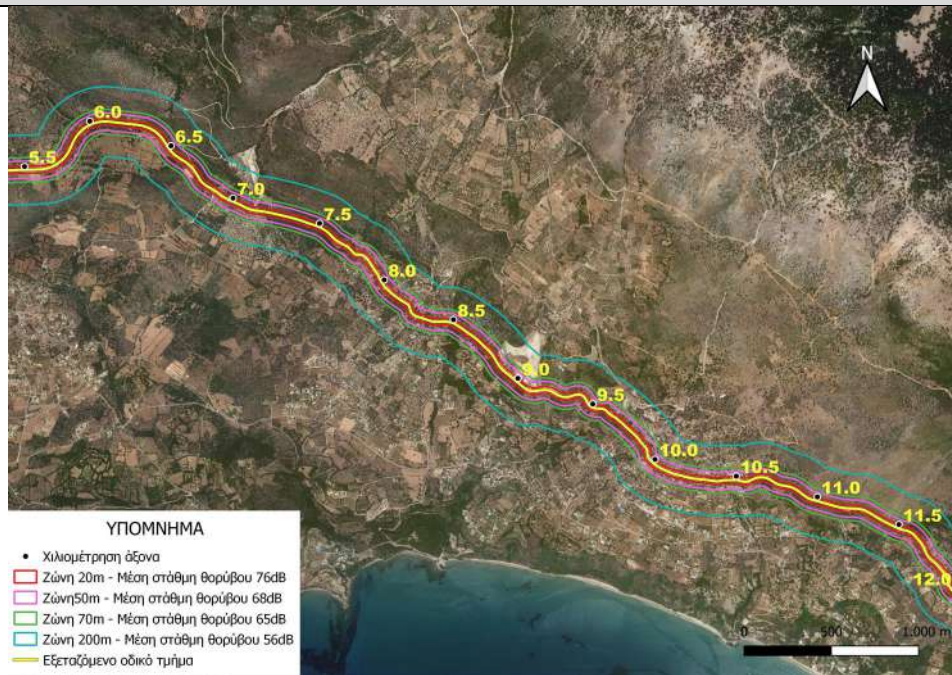 N
6.0
5.5
6.5
7.0
7.5
8.0
8.5
9.0
9.5
10.0
10.5
11.0
11.5
12.0
ΥΠΟΜΝΗΜΑ
Χιλιομέτρηση άξονα
Ζώνη 20m - Μέση στάθμη θορύβου 76dB
Ζώνη50m - Μέση στάθμη θορύβου 68dB
Ζώνη 70m - Μέση στάθμη θορύβου 65dB
Ζώνη 200m - Μέση στάθμη θορύβου 56dB
Εξεταζόμενο οδικό τμήμα
0 500 1.000 m